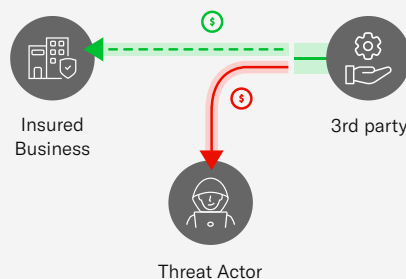 $
$
Insured
Business
3rd party
Threat Actor